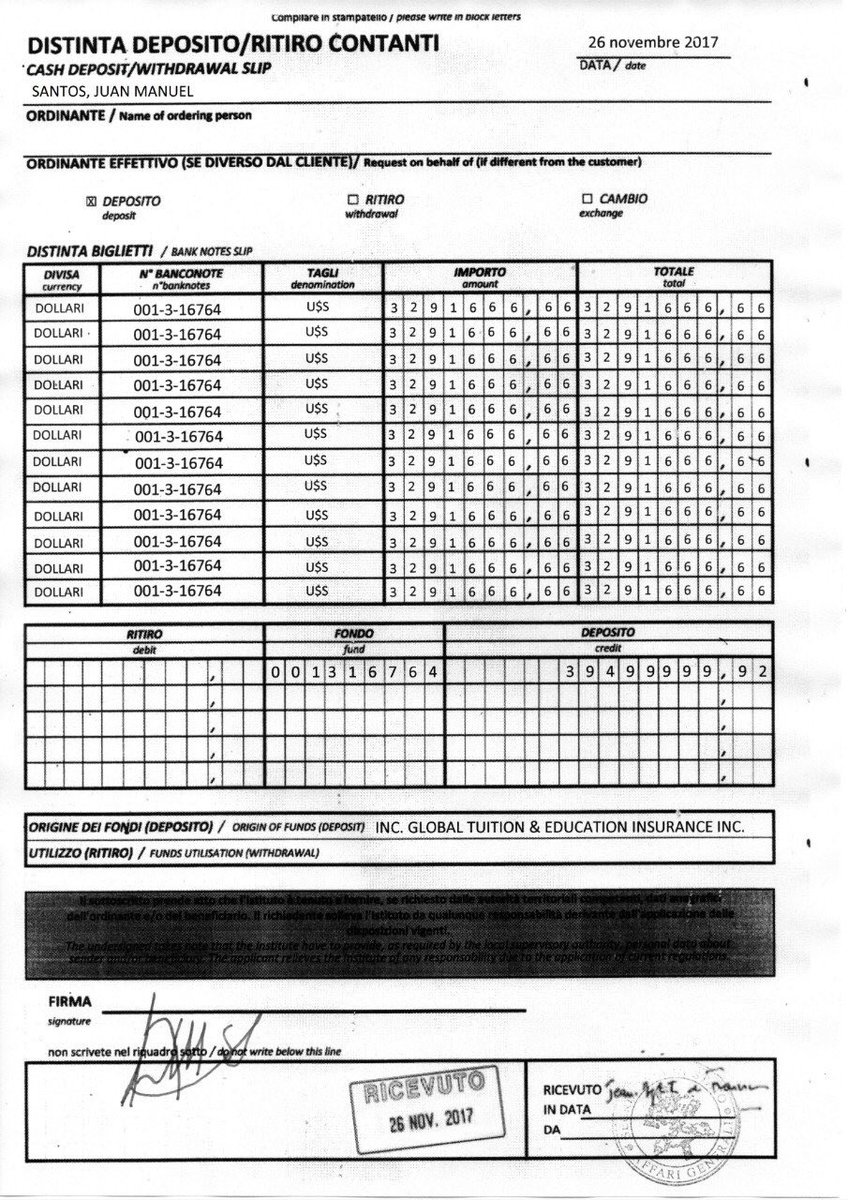 Compilare in stampatello / please write in block letters
DISTINTA DEPOSITO/RITIRO CONTANTI
26 novembre 2017
CASH DEPOSIT/WITHDRAWAL SLIP
DATA / date
SANTOS, JUAN MANUEL
ORDINANTE / Name of ordering person
ORDINANTE EFFETTIVO (SE DIVERSO DAL CLIENTE)/ Request on behalf of (if different from the customer)
☒ DEPOSITO ☐ RITIRO ☐ CAMBIO
deposit withdrawal exchange
DISTINTA BIGLIETTI / BANK NOTES SLIP
DIVISA N° BANCONOTE TAGLI IMPORTO TOTALE
currency n°banknotes denomination amount total
DOLLARI 001-3-16764 U$S 3291666,66 3291666,66
DOLLARI 001-3-16764 U$S 3291666,66 3291666,66
DOLLARI 001-3-16764 U$S 3291666,66 3291666,66
DOLLARI 001-3-16764 U$S 3291666,66 3291666,66
DOLLARI 001-3-16764 U$S 3291666,66 3291666,66
DOLLARI 001-3-16764 U$S 3291666,66 3291666,66
DOLLARI 001-3-16764 U$S 3291666,66 3291666,66
DOLLARI 001-3-16764 U$S 3291666,66 3291666,66
DOLLARI 001-3-16764 U$S 3291666,66 3291666,66
DOLLARI 001-3-16764 U$S 3291666,66 3291666,66
DOLLARI 001-3-16764 U$S 3291666,66 3291666,66
DOLLARI 001-3-16764 U$S 3291666,66 3291666,66
RITIRO FONDO DEPOSITO
debit fund credit
, 001316764 39499999,92
, ,
, ,
, ,
, ,
ORIGINE DEI FONDI (DEPOSITO) / ORIGIN OF FUNDS (DEPOSIT) INC. GLOBAL TUITION & EDUCATION INSURANCE INC.
UTILIZZO (RITIRO) / FUNDS UTILISATION (WITHDRAWAL)
Il sottoscritto prende atto che l'Istituto è tenuto a fornire, se richiesto dalle autorità territoriali competenti, dati anagrafici
dell'ordinante e/o del beneficiario. Il richiedente solleva l'Istituto da qualunque responsabilità derivante dall'applicazione delle
disposizioni vigenti.
The undersigned takes note that the Institute have to provide, as required by the local supervisory authority, personal data about
sender and/or beneficiary. The applicant relieves the Institute of any responsability due to the application of current regulations.
FIRMA
signature
non scrivete nel riquadro sotto / do not write below this line
RICEVUTO
26 NOV. 2017
RICEVUTO
IN DATA
DA
AFFARI GENERALI